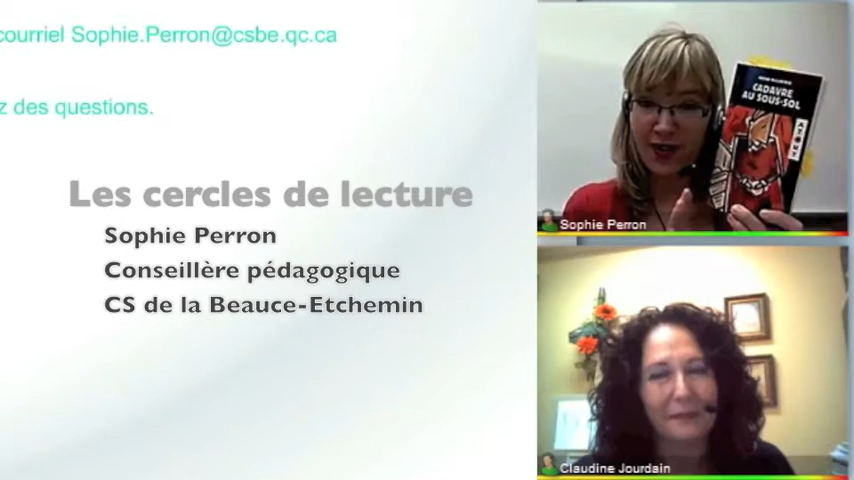 courriel Sophie.Perron@csbe.qc.ca
z des questions.
Les cercles de lecture
Sophie Perron
Conseillère pédagogique
CS de la Beauce-Etchemin
CADAVRE
AU SOUS-SOL
Sophie Perron
Claudine Jourdain